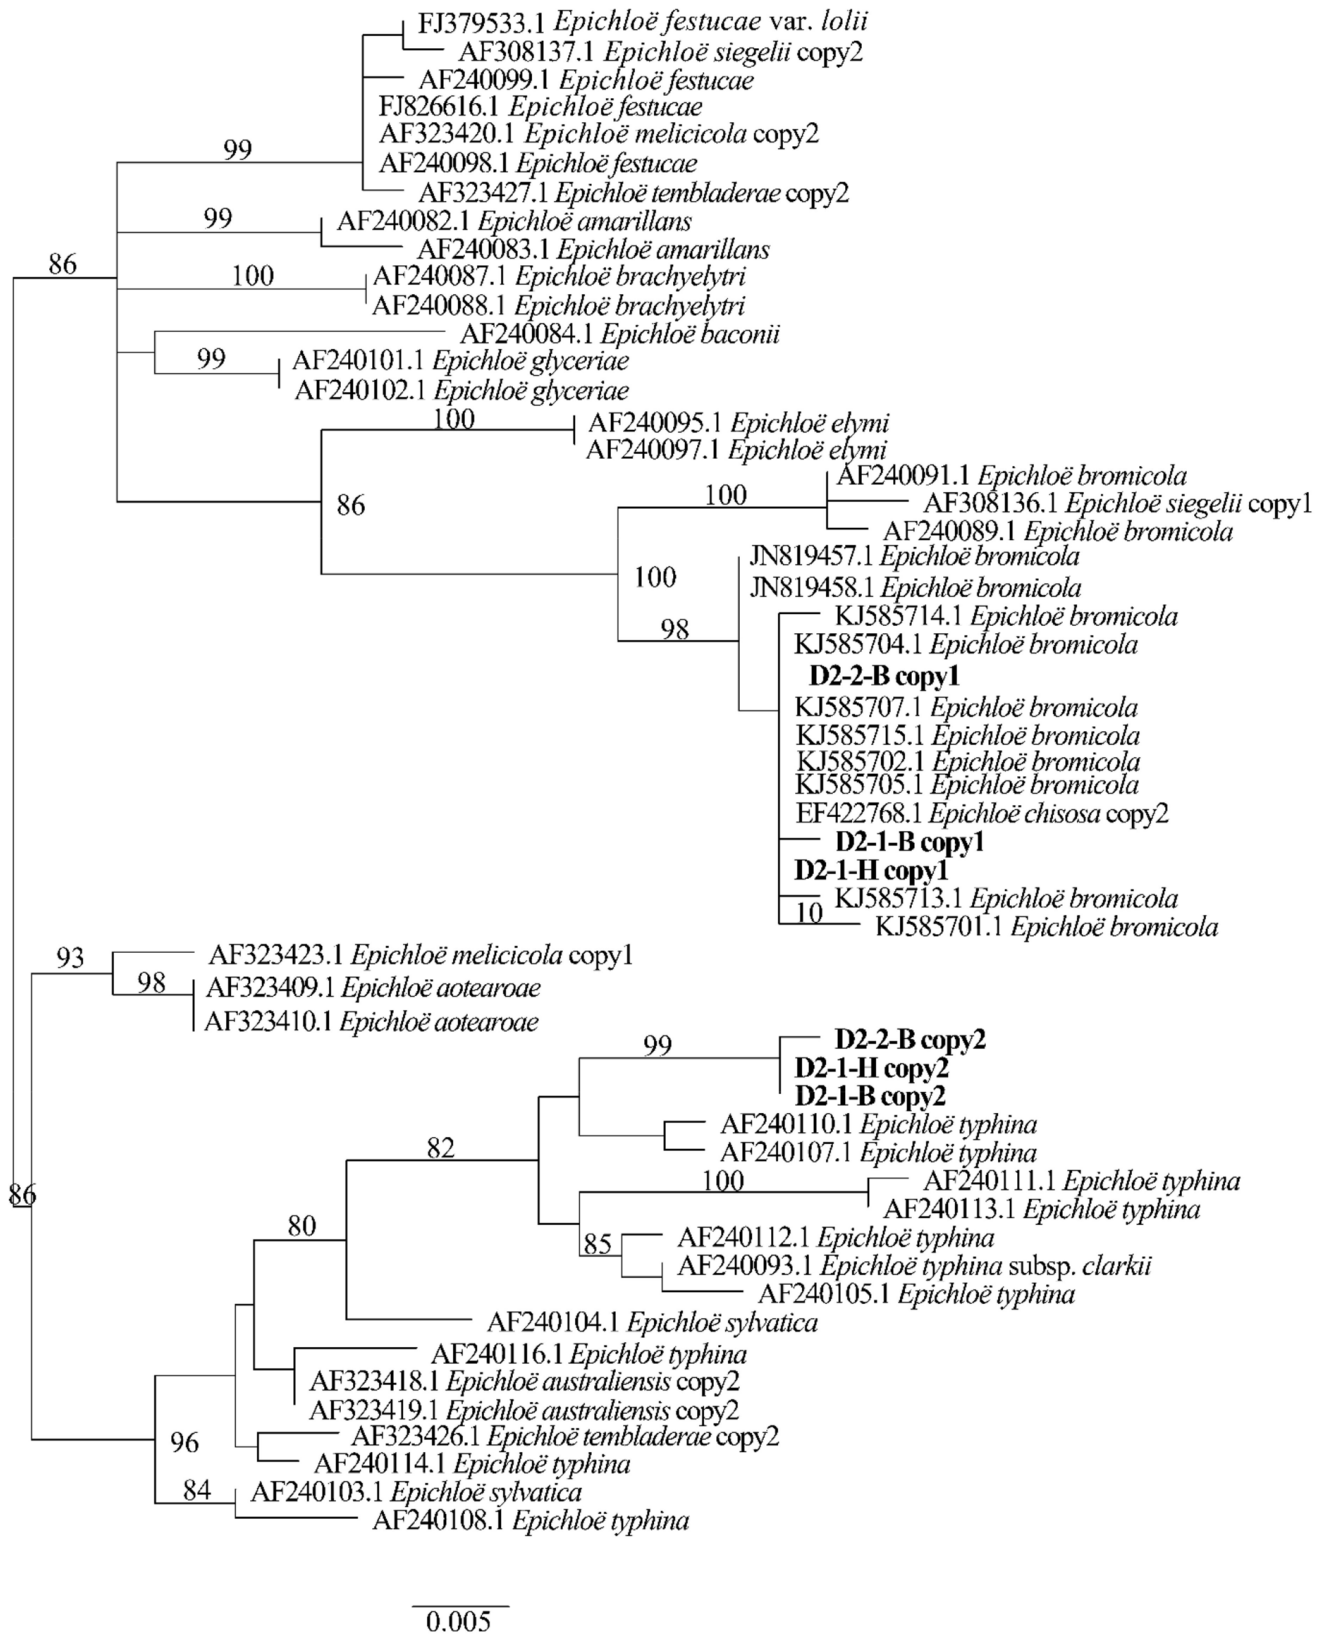 FJ379533.1 Epichloë festucae var. lolii
AF308137.1 Epichloë siegelii copy2
AF240099.1 Epichloë festucae
FJ826616.1 Epichloë festucae
AF323420.1 Epichloë melicicola copy2
99
AF240098.1 Epichloë festucae
AF323427.1 Epichloë tembladerae copy2
99
AF240082.1 Epichloë amarillans
AF240083.1 Epichloë amarillans
86
100
AF240087.1 Epichloë brachyelytri
AF240088.1 Epichloë brachyelytri
AF240084.1 Epichloë baconii
99
AF240101.1 Epichloë glyceriae
AF240102.1 Epichloë glyceriae
100
AF240095.1 Epichloë elymi
AF240097.1 Epichloë elymi
86
AF240091.1 Epichloë bromicola
100
AF308136.1 Epichloë siegelii copy1
AF240089.1 Epichloë bromicola
JN819457.1 Epichloë bromicola
100
JN819458.1 Epichloë bromicola
KJ585714.1 Epichloë bromicola
98
KJ585704.1 Epichloë bromicola
D2-2-B copy1
KJ585707.1 Epichloë bromicola
KJ585715.1 Epichloë bromicola
KJ585702.1 Epichloë bromicola
KJ585705.1 Epichloë bromicola
EF422768.1 Epichloë chisosa copy2
D2-1-B copy1
D2-1-H copy1
KJ585713.1 Epichloë bromicola
10
KJ585701.1 Epichloë bromicola
93
AF323423.1 Epichloë melicicola copy1
98
AF323409.1 Epichloë aotearoae
AF323410.1 Epichloë aotearoae
D2-2-B copy2
99
D2-1-H copy2
D2-1-B copy2
AF240110.1 Epichloë typhina
82
AF240107.1 Epichloë typhina
100
AF240111.1 Epichloë typhina
86
AF240113.1 Epichloë typhina
80
85
AF240112.1 Epichloë typhina
AF240093.1 Epichloë typhina subsp. clarkii
AF240105.1 Epichloë typhina
AF240104.1 Epichloë sylvatica
AF240116.1 Epichloë typhina
AF323418.1 Epichloë australiensis copy2
AF323419.1 Epichloë australiensis copy2
96
AF323426.1 Epichloë tembladerae copy2
AF240114.1 Epichloë typhina
84
AF240103.1 Epichloë sylvatica
AF240108.1 Epichloë typhina
0.005